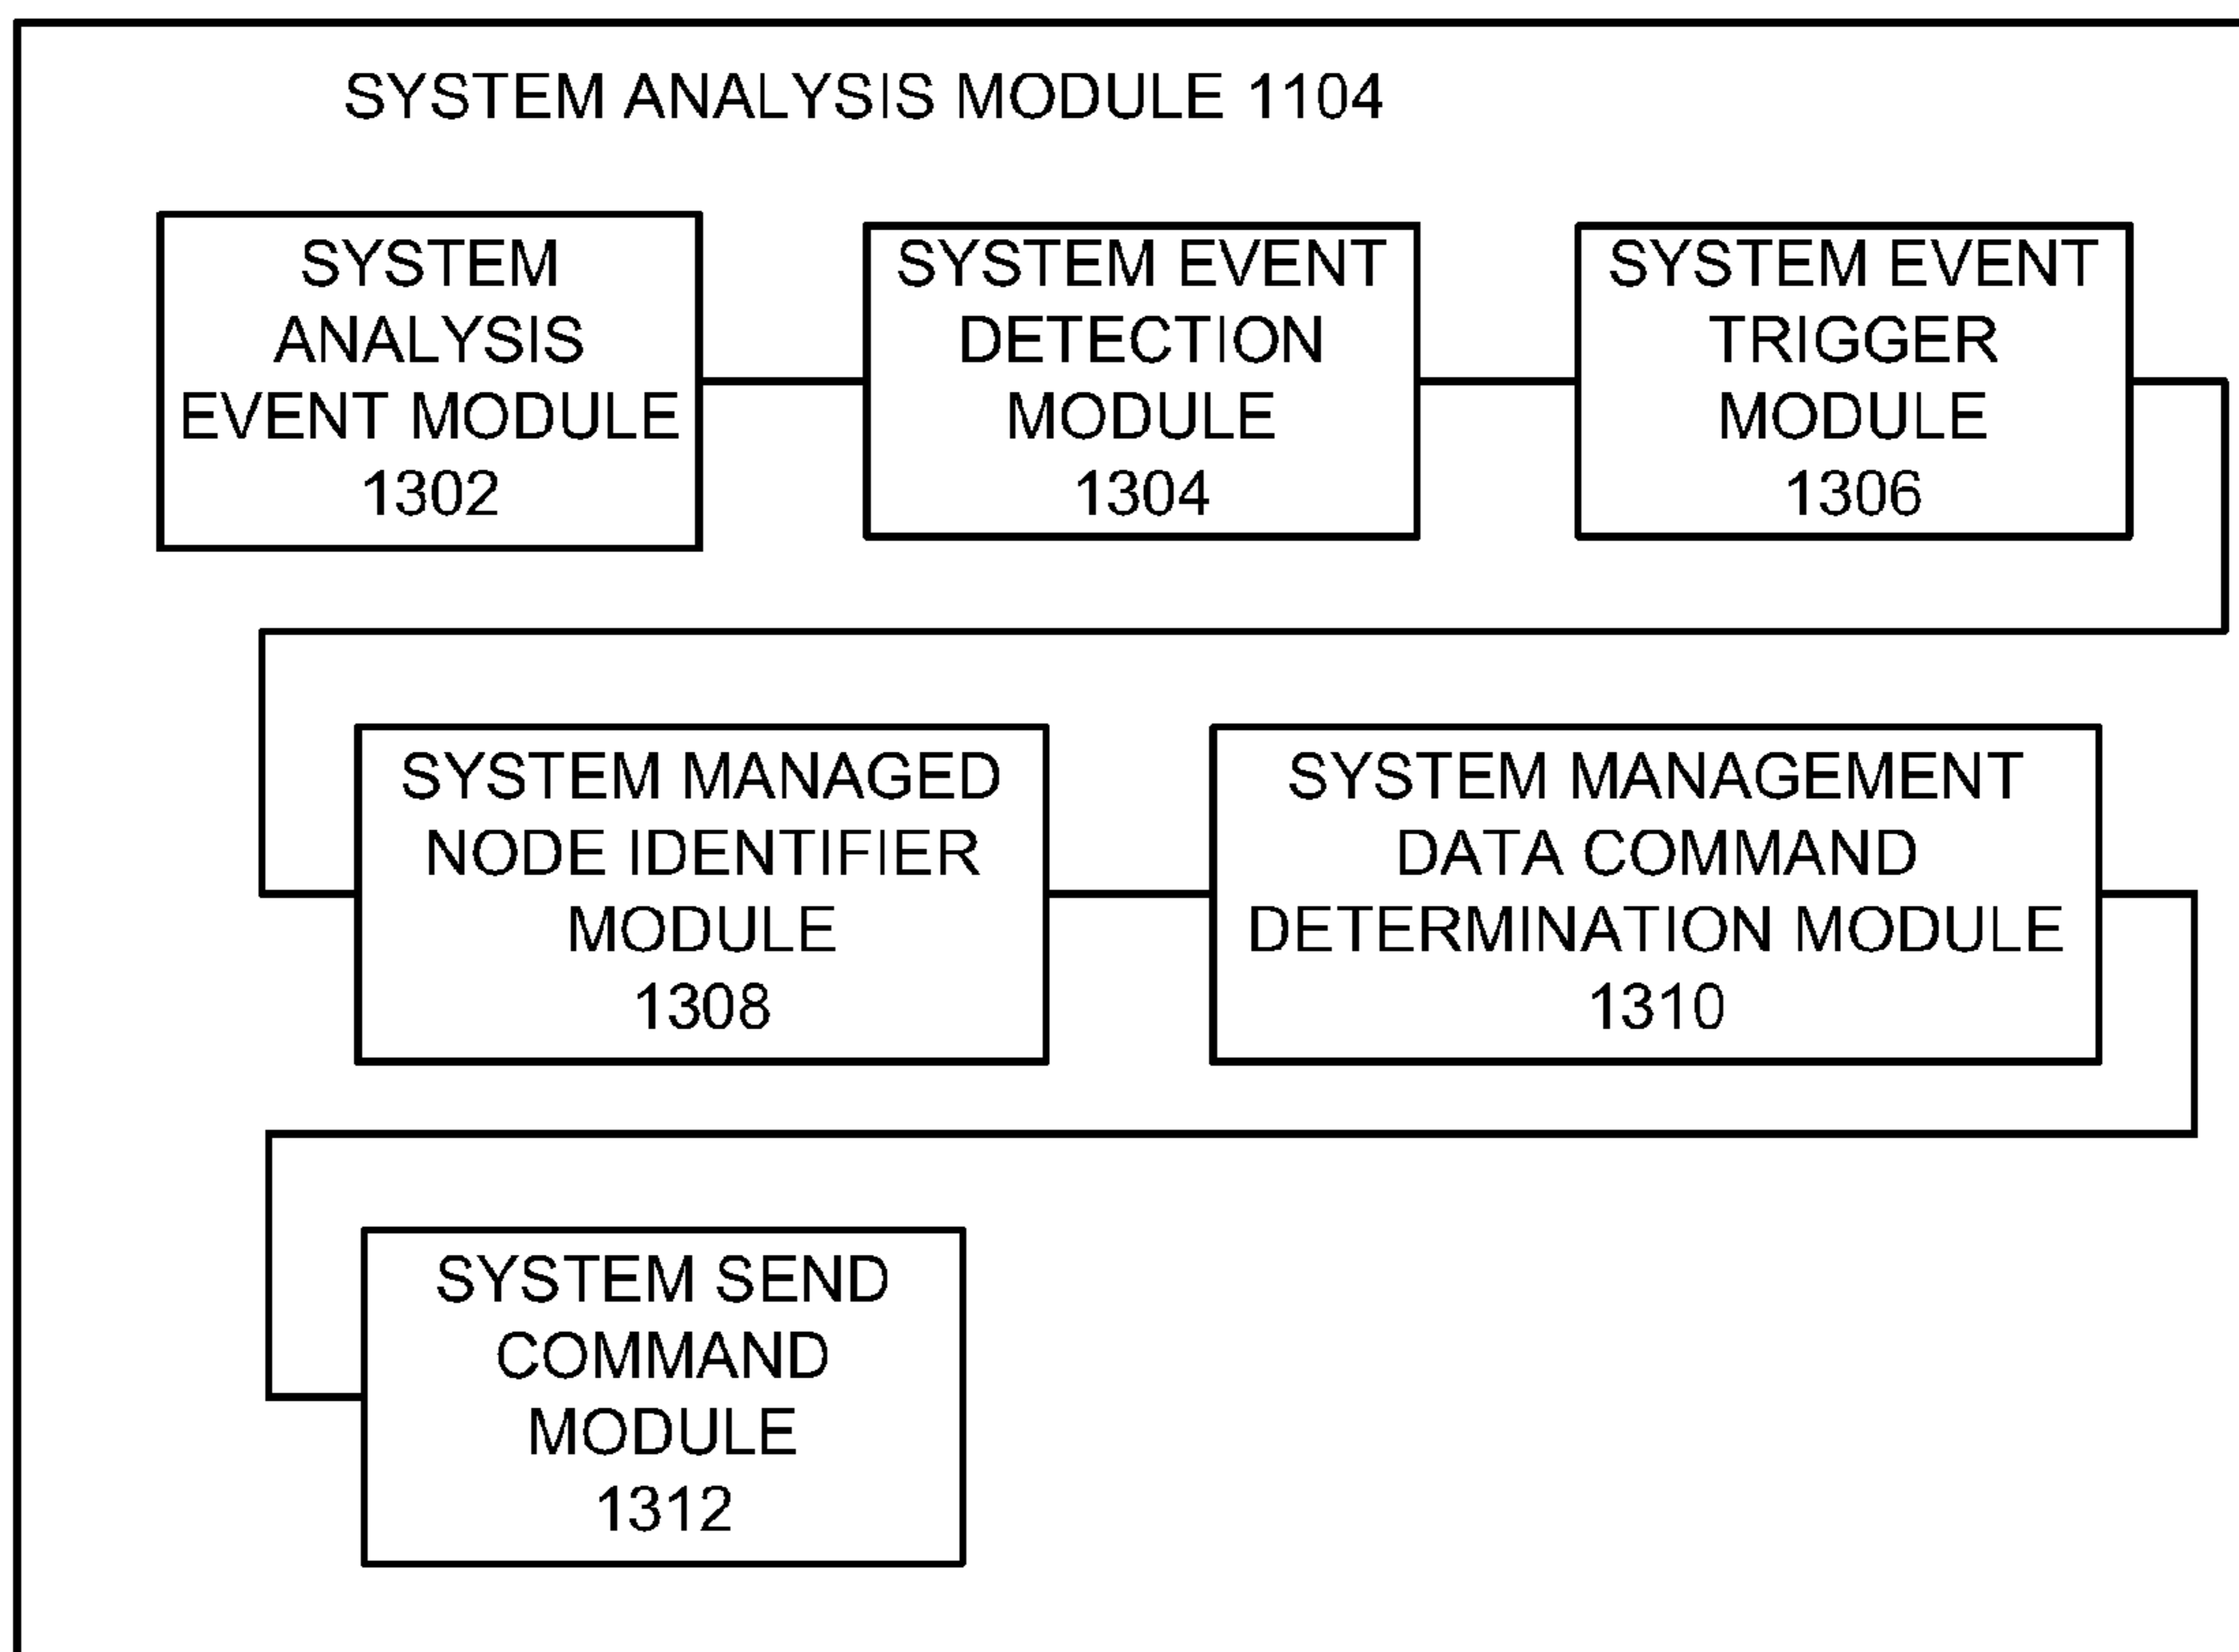 SYSTEM ANALYSIS MODULE 1104
SYSTEM
ANALYSIS
EVENT MODULE
1302
SYSTEM EVENT
DETECTION
MODULE
1304
SYSTEM EVENT
TRIGGER
MODULE
1306
SYSTEM MANAGED
NODE IDENTIFIER
MODULE
1308
SYSTEM MANAGEMENT
DATA COMMAND
DETERMINATION MODULE
1310
SYSTEM SEND
COMMAND
MODULE
1312